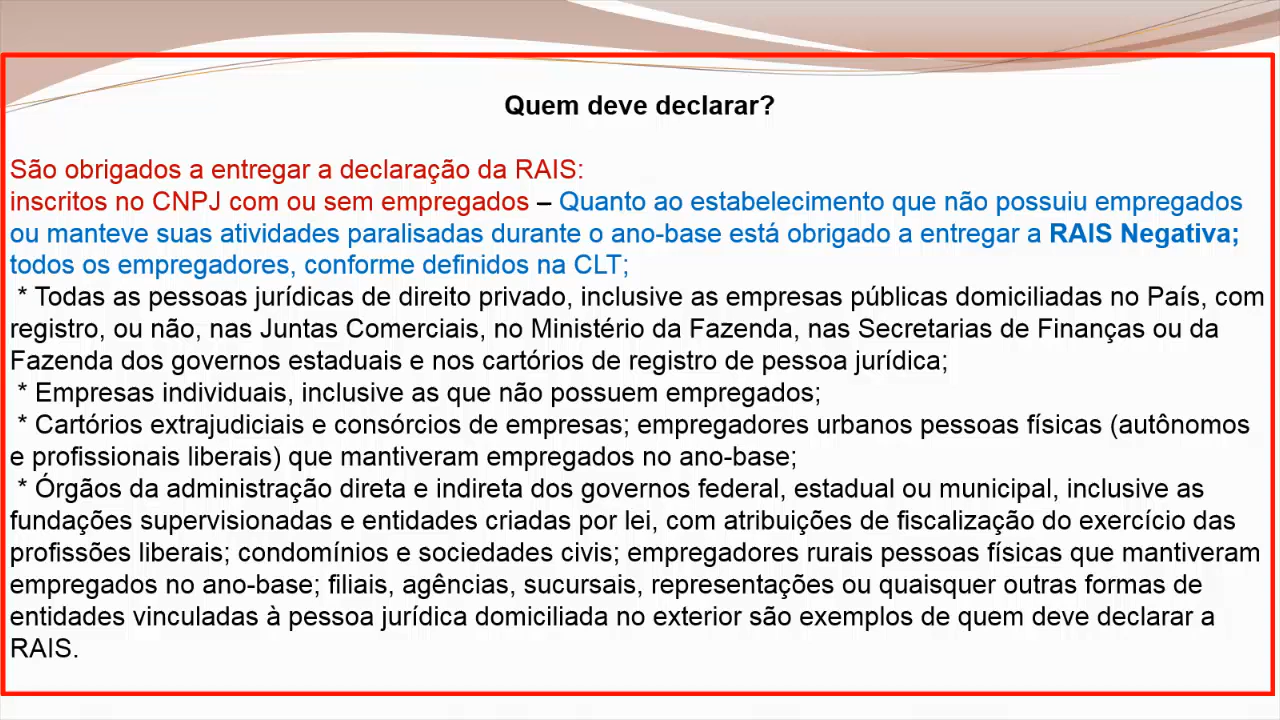 Quem deve declarar?
São obrigados a entregar a declaração da RAIS:
inscritos no CNPJ com ou sem empregados – Quanto ao estabelecimento que não possuiu empregados
ou manteve suas atividades paralisadas durante o ano-base está obrigado a entregar a RAIS Negativa;
todos os empregadores, conforme definidos na CLT;
* Todas as pessoas jurídicas de direito privado, inclusive as empresas públicas domiciliadas no País, com
registro, ou não, nas Juntas Comerciais, no Ministério da Fazenda, nas Secretarias de Finanças ou da
Fazenda dos governos estaduais e nos cartórios de registro de pessoa jurídica;
* Empresas individuais, inclusive as que não possuem empregados;
* Cartórios extrajudiciais e consórcios de empresas; empregadores urbanos pessoas físicas (autônomos
e profissionais liberais) que mantiveram empregados no ano-base;
* Órgãos da administração direta e indireta dos governos federal, estadual ou municipal, inclusive as
fundações supervisionadas e entidades criadas por lei, com atribuições de fiscalização do exercício das
profissões liberais; condomínios e sociedades civis; empregadores rurais pessoas físicas que mantiveram
empregados no ano-base; filiais, agências, sucursais, representações ou quaisquer outras formas de
entidades vinculadas à pessoa jurídica domiciliada no exterior são exemplos de quem deve declarar a
RAIS.